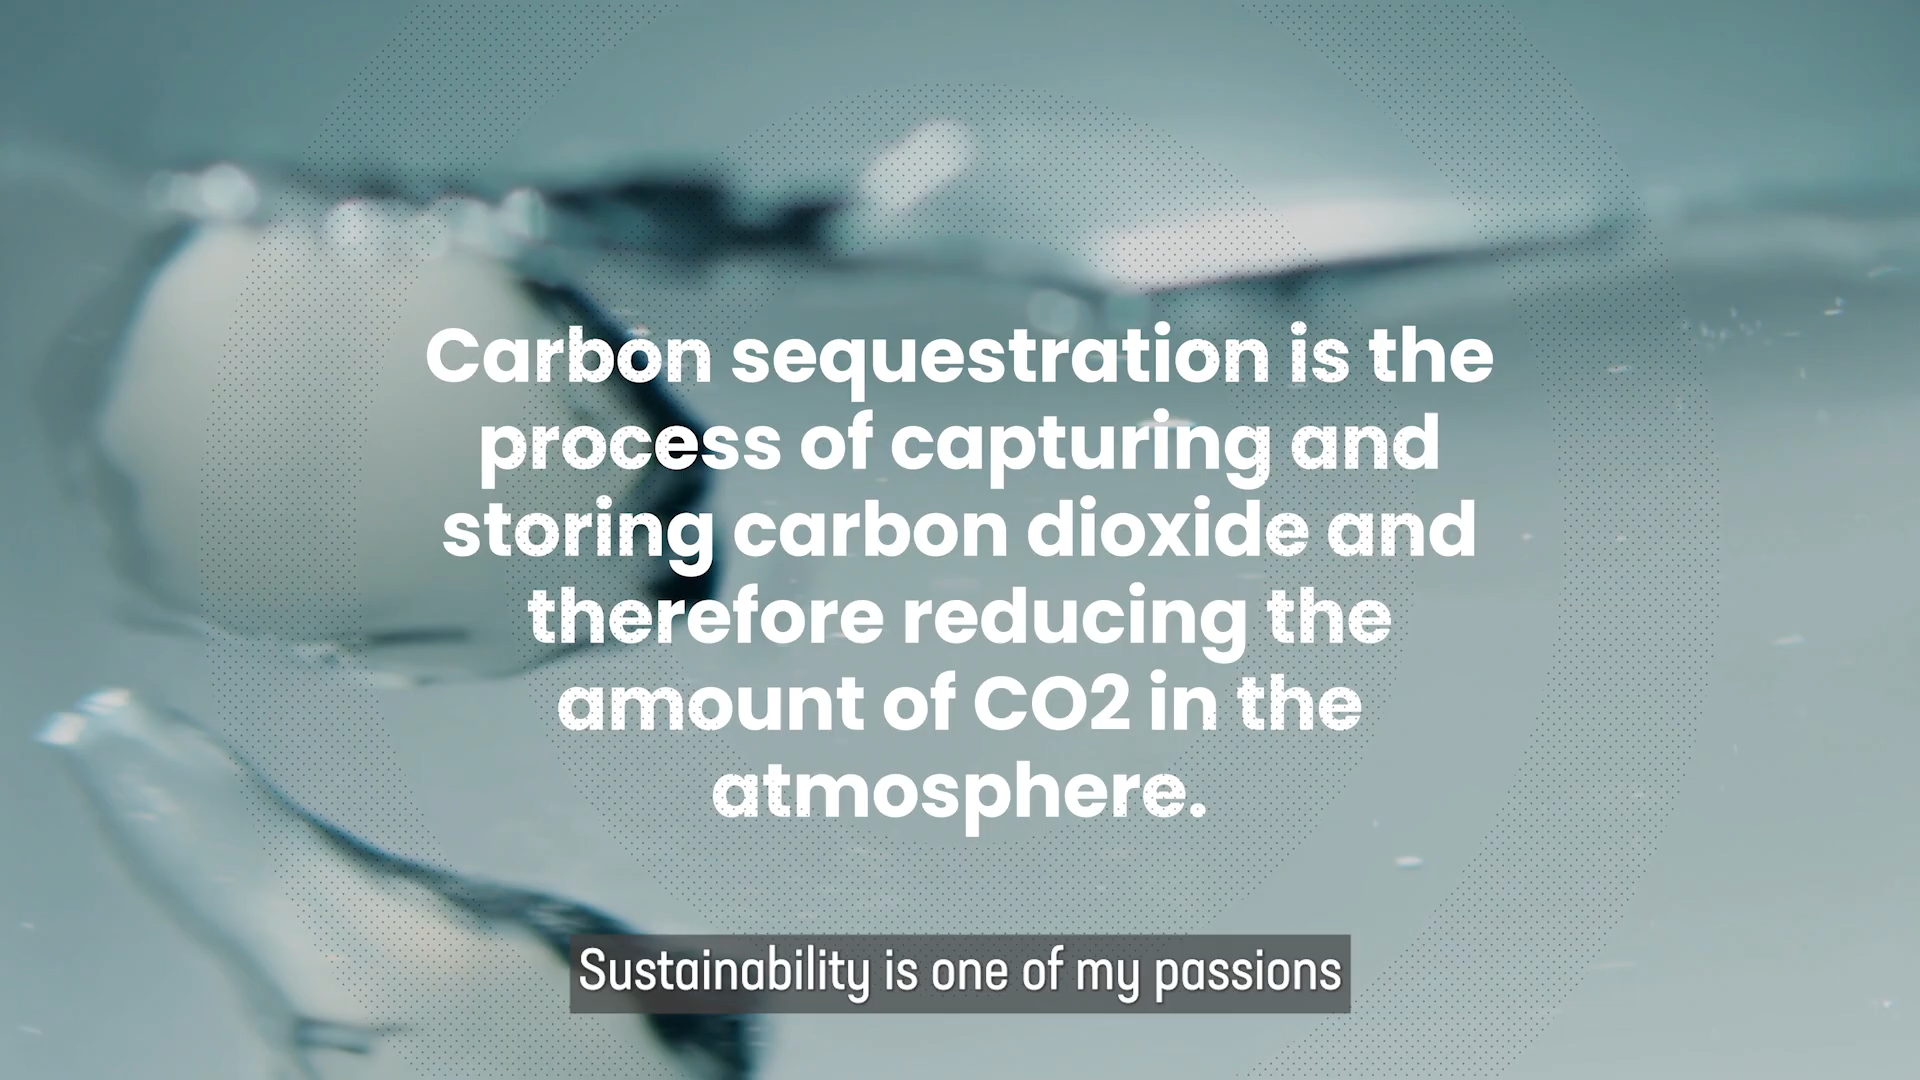 Carbon sequestration is the
process of capturing and
storing carbon dioxide and
therefore reducing the
amount of CO2 in the
atmosphere.
Sustainability is one of my passions